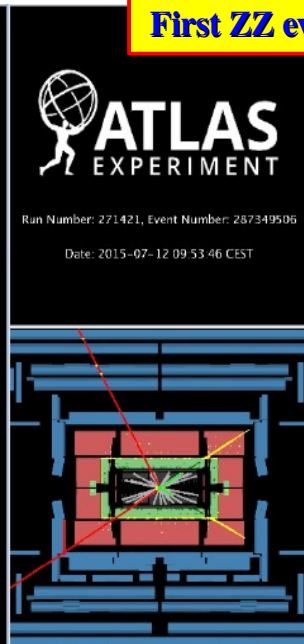 First ZZ ev
ATLAS
EXPERIMENT
Run Number: 271421, Event Number: 287349506
Date: 2015-07-12 09:53:46 CEST